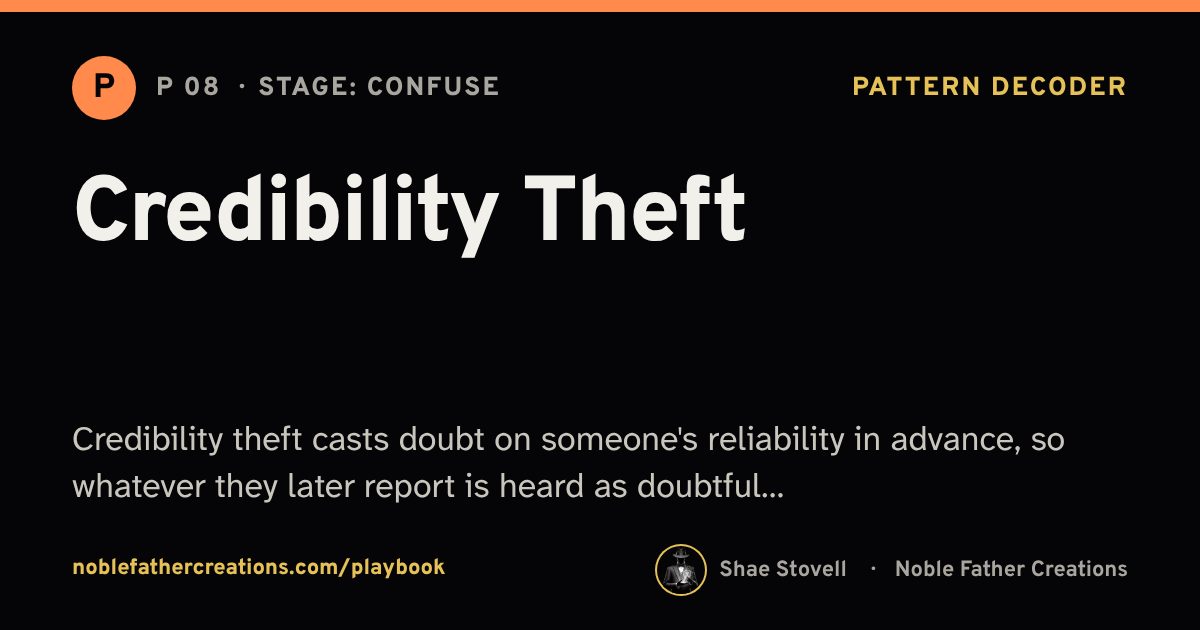 P
P 08 · STAGE: CONFUSE
PATTERN DECODER
Credibility Theft
Credibility theft casts doubt on someone's reliability in advance, so
whatever they later report is heard as doubtful...
noblefathercreations.com/playbook
Shae Stovell · Noble Father Creations